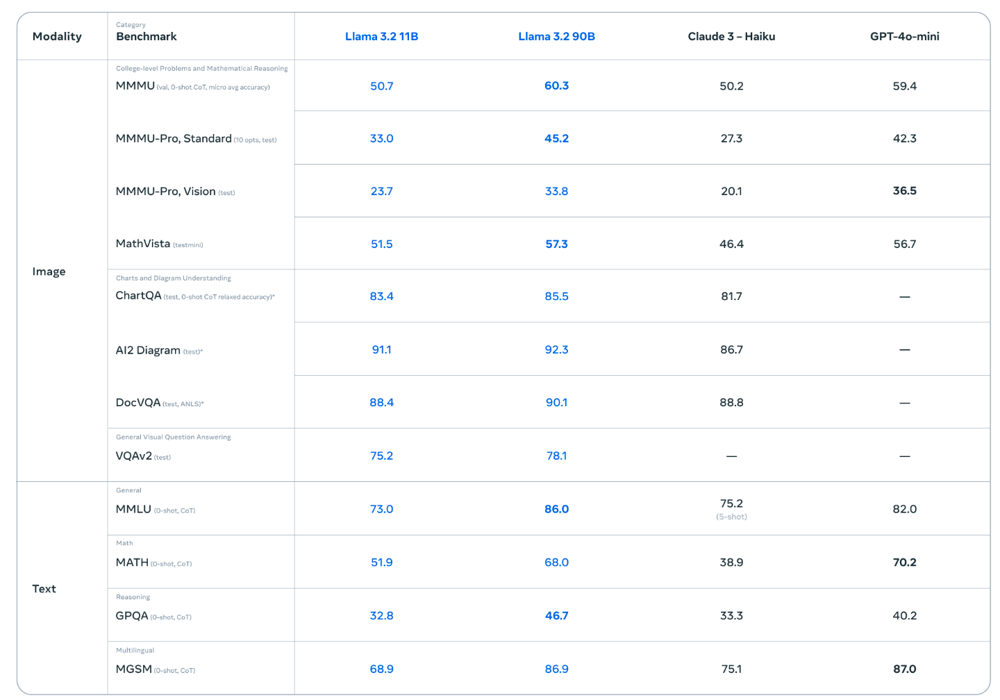 Modality
Category
Benchmark
Llama 3.2 11B
Llama 3.2 90B
Claude 3 – Haiku
GPT-4o-mini
Image
College-level Problems and Mathematical Reasoning
MMMU (val, 0-shot CoT, micro avg accuracy) 50.7 60.3 50.2 59.4
MMMU-Pro, Standard (10 opts, test) 33.0 45.2 27.3 42.3
MMMU-Pro, Vision (test) 23.7 33.8 20.1 36.5
MathVista (testmini) 51.5 57.3 46.4 56.7
Charts and Diagram Understanding
ChartQA (test, 0-shot CoT relaxed accuracy)* 83.4 85.5 81.7 —
AI2 Diagram (test)* 91.1 92.3 86.7 —
DocVQA (test, ANLS)* 88.4 90.1 88.8 —
General Visual Question Answering
VQAv2 (test) 75.2 78.1 — —
Text
General
MMLU (0-shot, CoT) 73.0 86.0 75.2 (5-shot) 82.0
Math
MATH (0-shot, CoT) 51.9 68.0 38.9 70.2
Reasoning
GPQA (0-shot, CoT) 32.8 46.7 33.3 40.2
Multilingual
MGSM (0-shot, CoT) 68.9 86.9 75.1 87.0